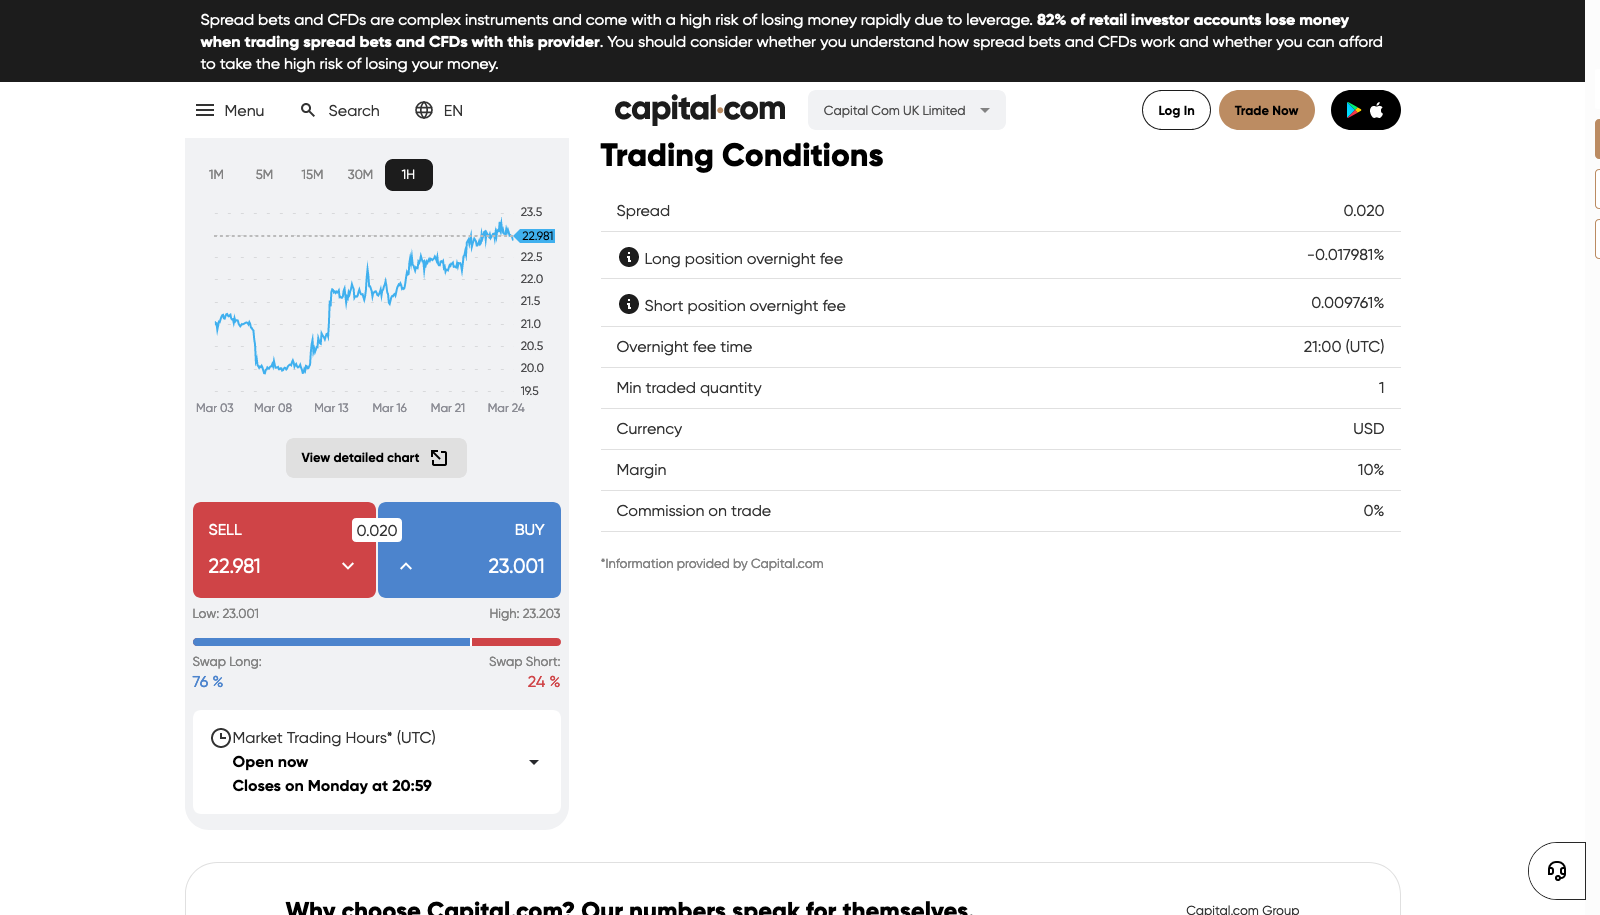 Spread bets and CFDs are complex instruments and come with a high risk of losing money rapidly due to leverage. 82% of retail investor accounts lose money
when trading spread bets and CFDs with this provider. You should consider whether you understand how spread bets and CFDs work and whether you can afford
to take the high risk of losing your money.
Menu
Search
EN
capital.com
Capital Com UK Limited
Log In
Trade Now
1M
5M
15M
30M
1H
23.5
22.981
22.5
22.0
21.5
21.0
20.5
20.0
19.5
Mar 03
Mar 08
Mar 13
Mar 16
Mar 21
Mar 24
View detailed chart
SELL
22.981
0.020
BUY
23.001
Low: 23.001
High: 23.203
Swap Long:
76 %
Swap Short:
24 %
Market Trading Hours* (UTC)
Open now
Closes on Monday at 20:59
Trading Conditions
Spread 0.020
Long position overnight fee -0.017981%
Short position overnight fee 0.009761%
Overnight fee time 21:00 (UTC)
Min traded quantity 1
Currency USD
Margin 10%
Commission on trade 0%
*Information provided by Capital.com
Why choose Capital.com? Our numbers speak for themselves.
Capital.com Group